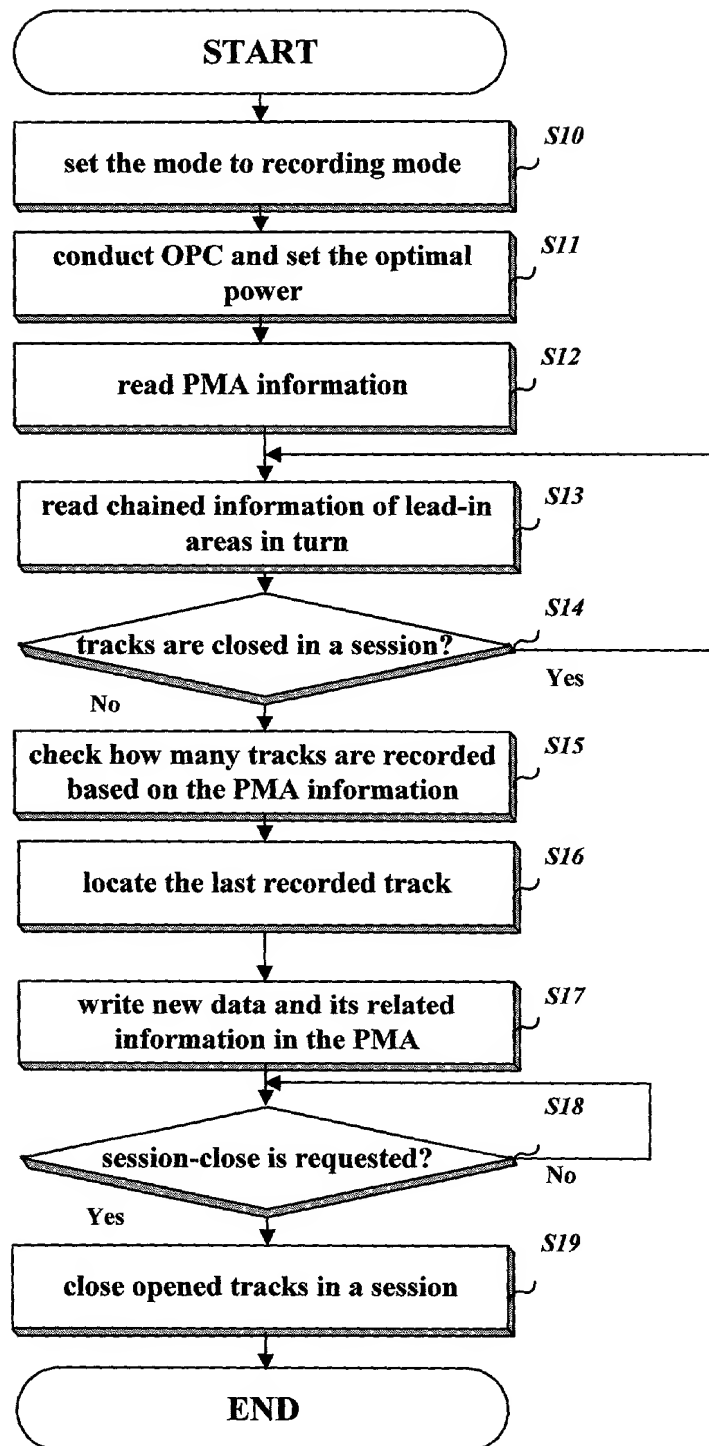 START
S10
set the mode to recording mode
S11
conduct OPC and set the optimal
power
S12
read PMA information
S13
read chained information of lead-in
areas in turn
S14
tracks are closed in a session?
Yes
No
S15
check how many tracks are recorded
based on the PMA information
S16
locate the last recorded track
S17
write new data and its related
information in the PMA
S18
session-close is requested?
No
Yes
S19
close opened tracks in a session
END